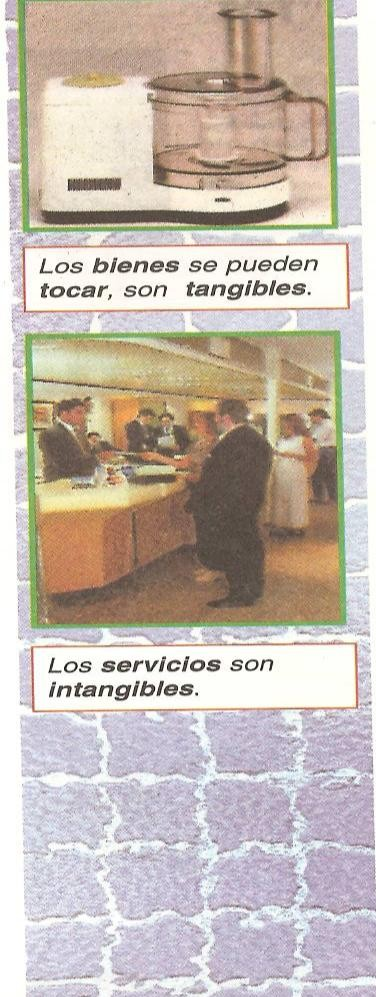 Los bienes se pueden
tocar, son tangibles.
Los servicios son
intangibles.